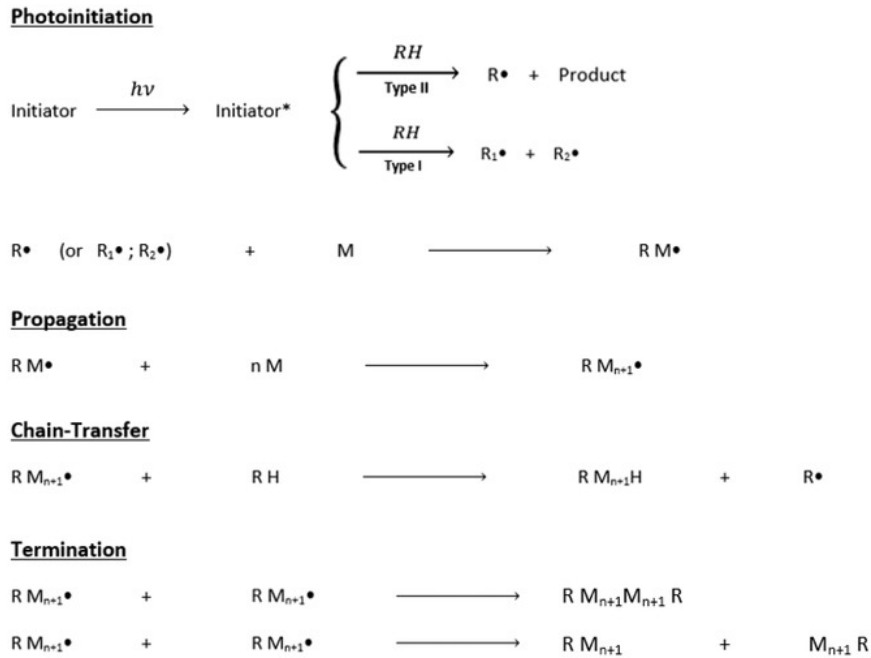 Photoinitiation
RH
hν
Initiator ⟶ Initiator* { ⟶ R• + Product
Type II
RH
⟶ R₁• + R₂•
Type I
R• (or R₁• ; R₂•) + M ⟶ R M•
Propagation
R M• + n M ⟶ R Mₙ₊₁•
Chain-Transfer
R Mₙ₊₁• + R H ⟶ R Mₙ₊₁H + R•
Termination
R Mₙ₊₁• + R Mₙ₊₁• ⟶ R Mₙ₊₁Mₙ₊₁ R
R Mₙ₊₁• + R Mₙ₊₁• ⟶ R Mₙ₊₁ + Mₙ₊₁ R